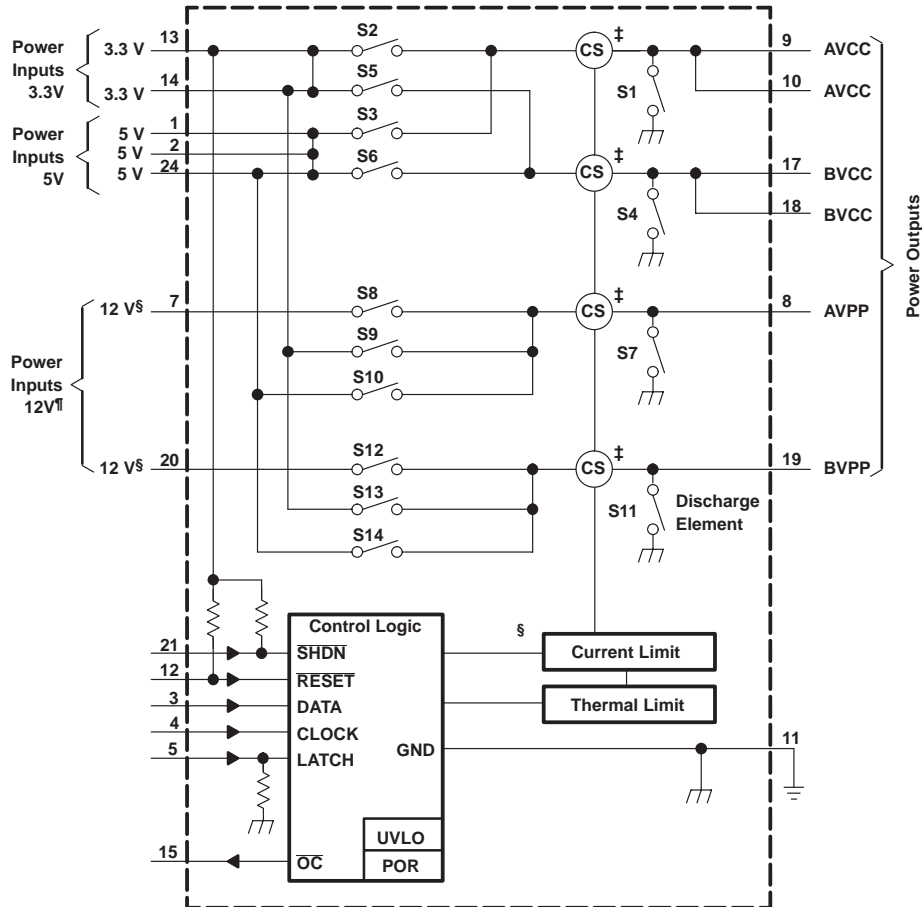 Power Inputs 3.3V
13
3.3 V
14
3.3 V
S2
S5
CS
‡
S1
9
AVCC
10
AVCC
Power Inputs 5V
1
5 V
2
5 V
24
5 V
S3
S6
CS
‡
S4
17
BVCC
18
BVCC
Power Outputs
Power Inputs 12V¶
12 V§
7
S8
S9
S10
CS
‡
S7
8
AVPP
12 V§
20
S12
S13
S14
CS
‡
S11
Discharge Element
19
BVPP
Control Logic
21
SHDN
12
RESET
3
DATA
4
CLOCK
5
LATCH
15
OC
GND
UVLO
POR
§
Current Limit
Thermal Limit
11